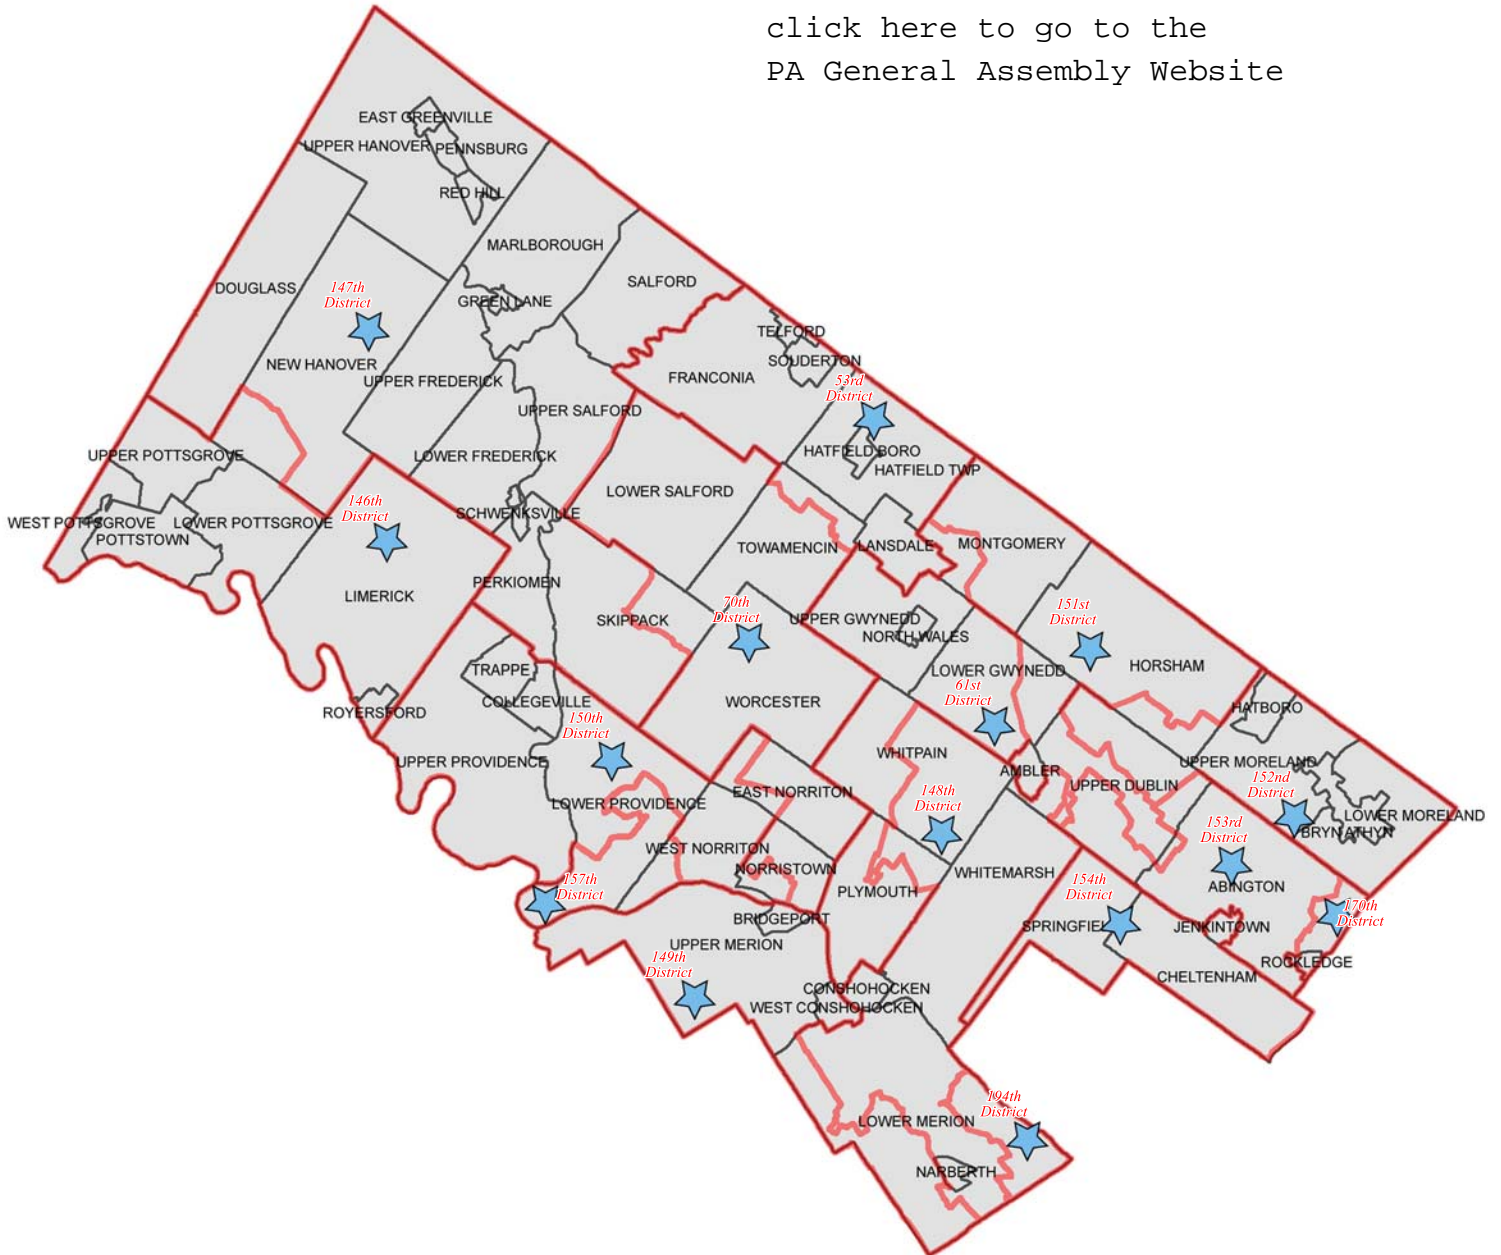 click here to go to the
PA General Assembly Website
EAST GREENVILLE
UPPER HANOVER
PENNSBURG
RED HILL
MARLBOROUGH
SALFORD
DOUGLASS
147th
District
GREEN LANE
TELFORD
SOUDERTON
NEW HANOVER
UPPER FREDERICK
FRANCONIA
53rd
District
UPPER SALFORD
UPPER POTTSGROVE
LOWER FREDERICK
HATFIELD BORO
HATFIELD TWP
LOWER SALFORD
146th
District
SCHWENKSVILLE
WEST POTTSGROVE
LOWER POTTSGROVE
POTTSTOWN
TOWAMENCIN
LANSDALE
MONTGOMERY
PERKIOMEN
LIMERICK
70th
District
151st
District
SKIPPACK
UPPER GWYNEDD
NORTH WALES
TRAPPE
LOWER GWYNEDD
HORSHAM
61st
District
COLLEGEVILLE
WORCESTER
ROYERSFORD
HATBORO
150th
District
WHITPAIN
UPPER PROVIDENCE
UPPER MORELAND
AMBLER
UPPER DUBLIN
152nd
District
LOWER PROVIDENCE
EAST NORRITON
148th
District
LOWER MORELAND
153rd
District
BRYN ATHYN
WEST NORRITON
NORRISTOWN
WHITEMARSH
157th
District
PLYMOUTH
154th
District
ABINGTON
170th
District
BRIDGEPORT
SPRINGFIEL
JENKINTOWN
UPPER MERION
149th
District
ROCKLEDGE
CHELTENHAM
CONSHOHOCKEN
WEST CONSHOHOCKEN
194th
District
LOWER MERION
NARBERTH